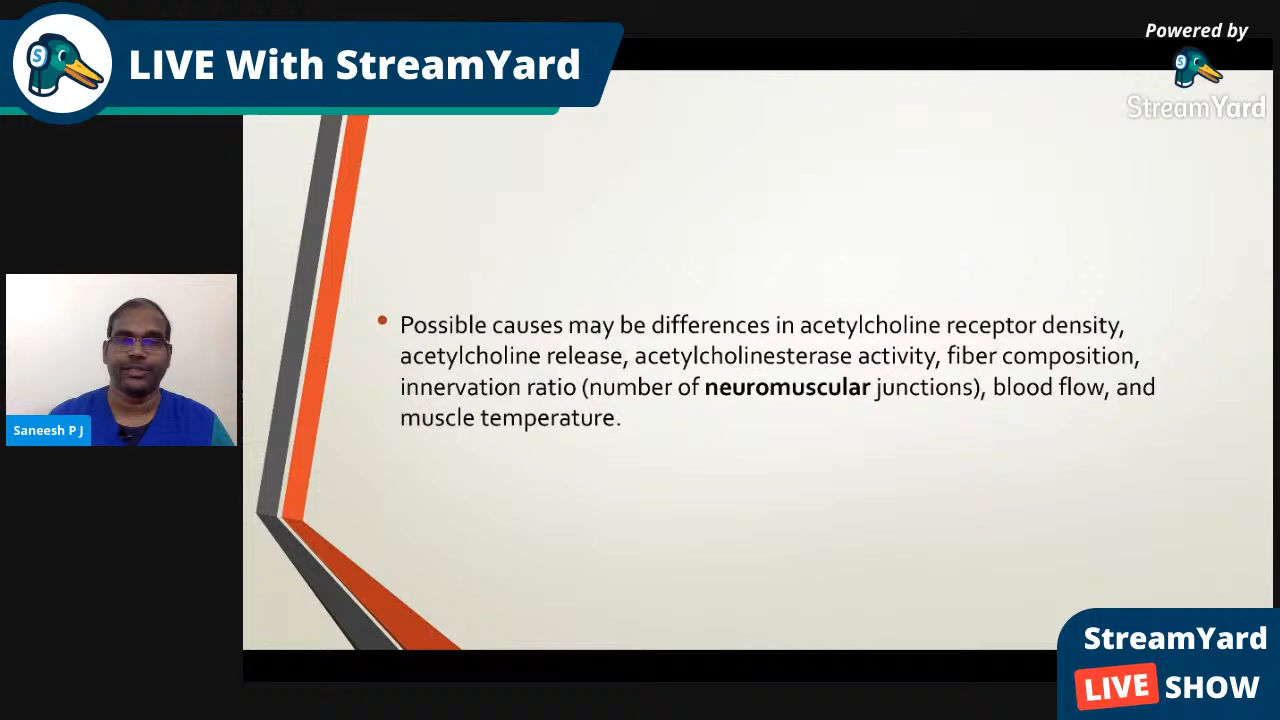 S
LIVE With StreamYard
Powered by
S
StreamYard
• Possible causes may be differences in acetylcholine receptor density,
acetylcholine release, acetylcholinesterase activity, fiber composition,
innervation ratio (number of neuromuscular junctions), blood flow, and
muscle temperature.
Saneesh P J
StreamYard
LIVE SHOW